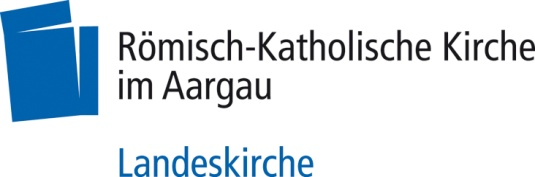 Römisch-Katholische Kirche
im Aargau
Landeskirche